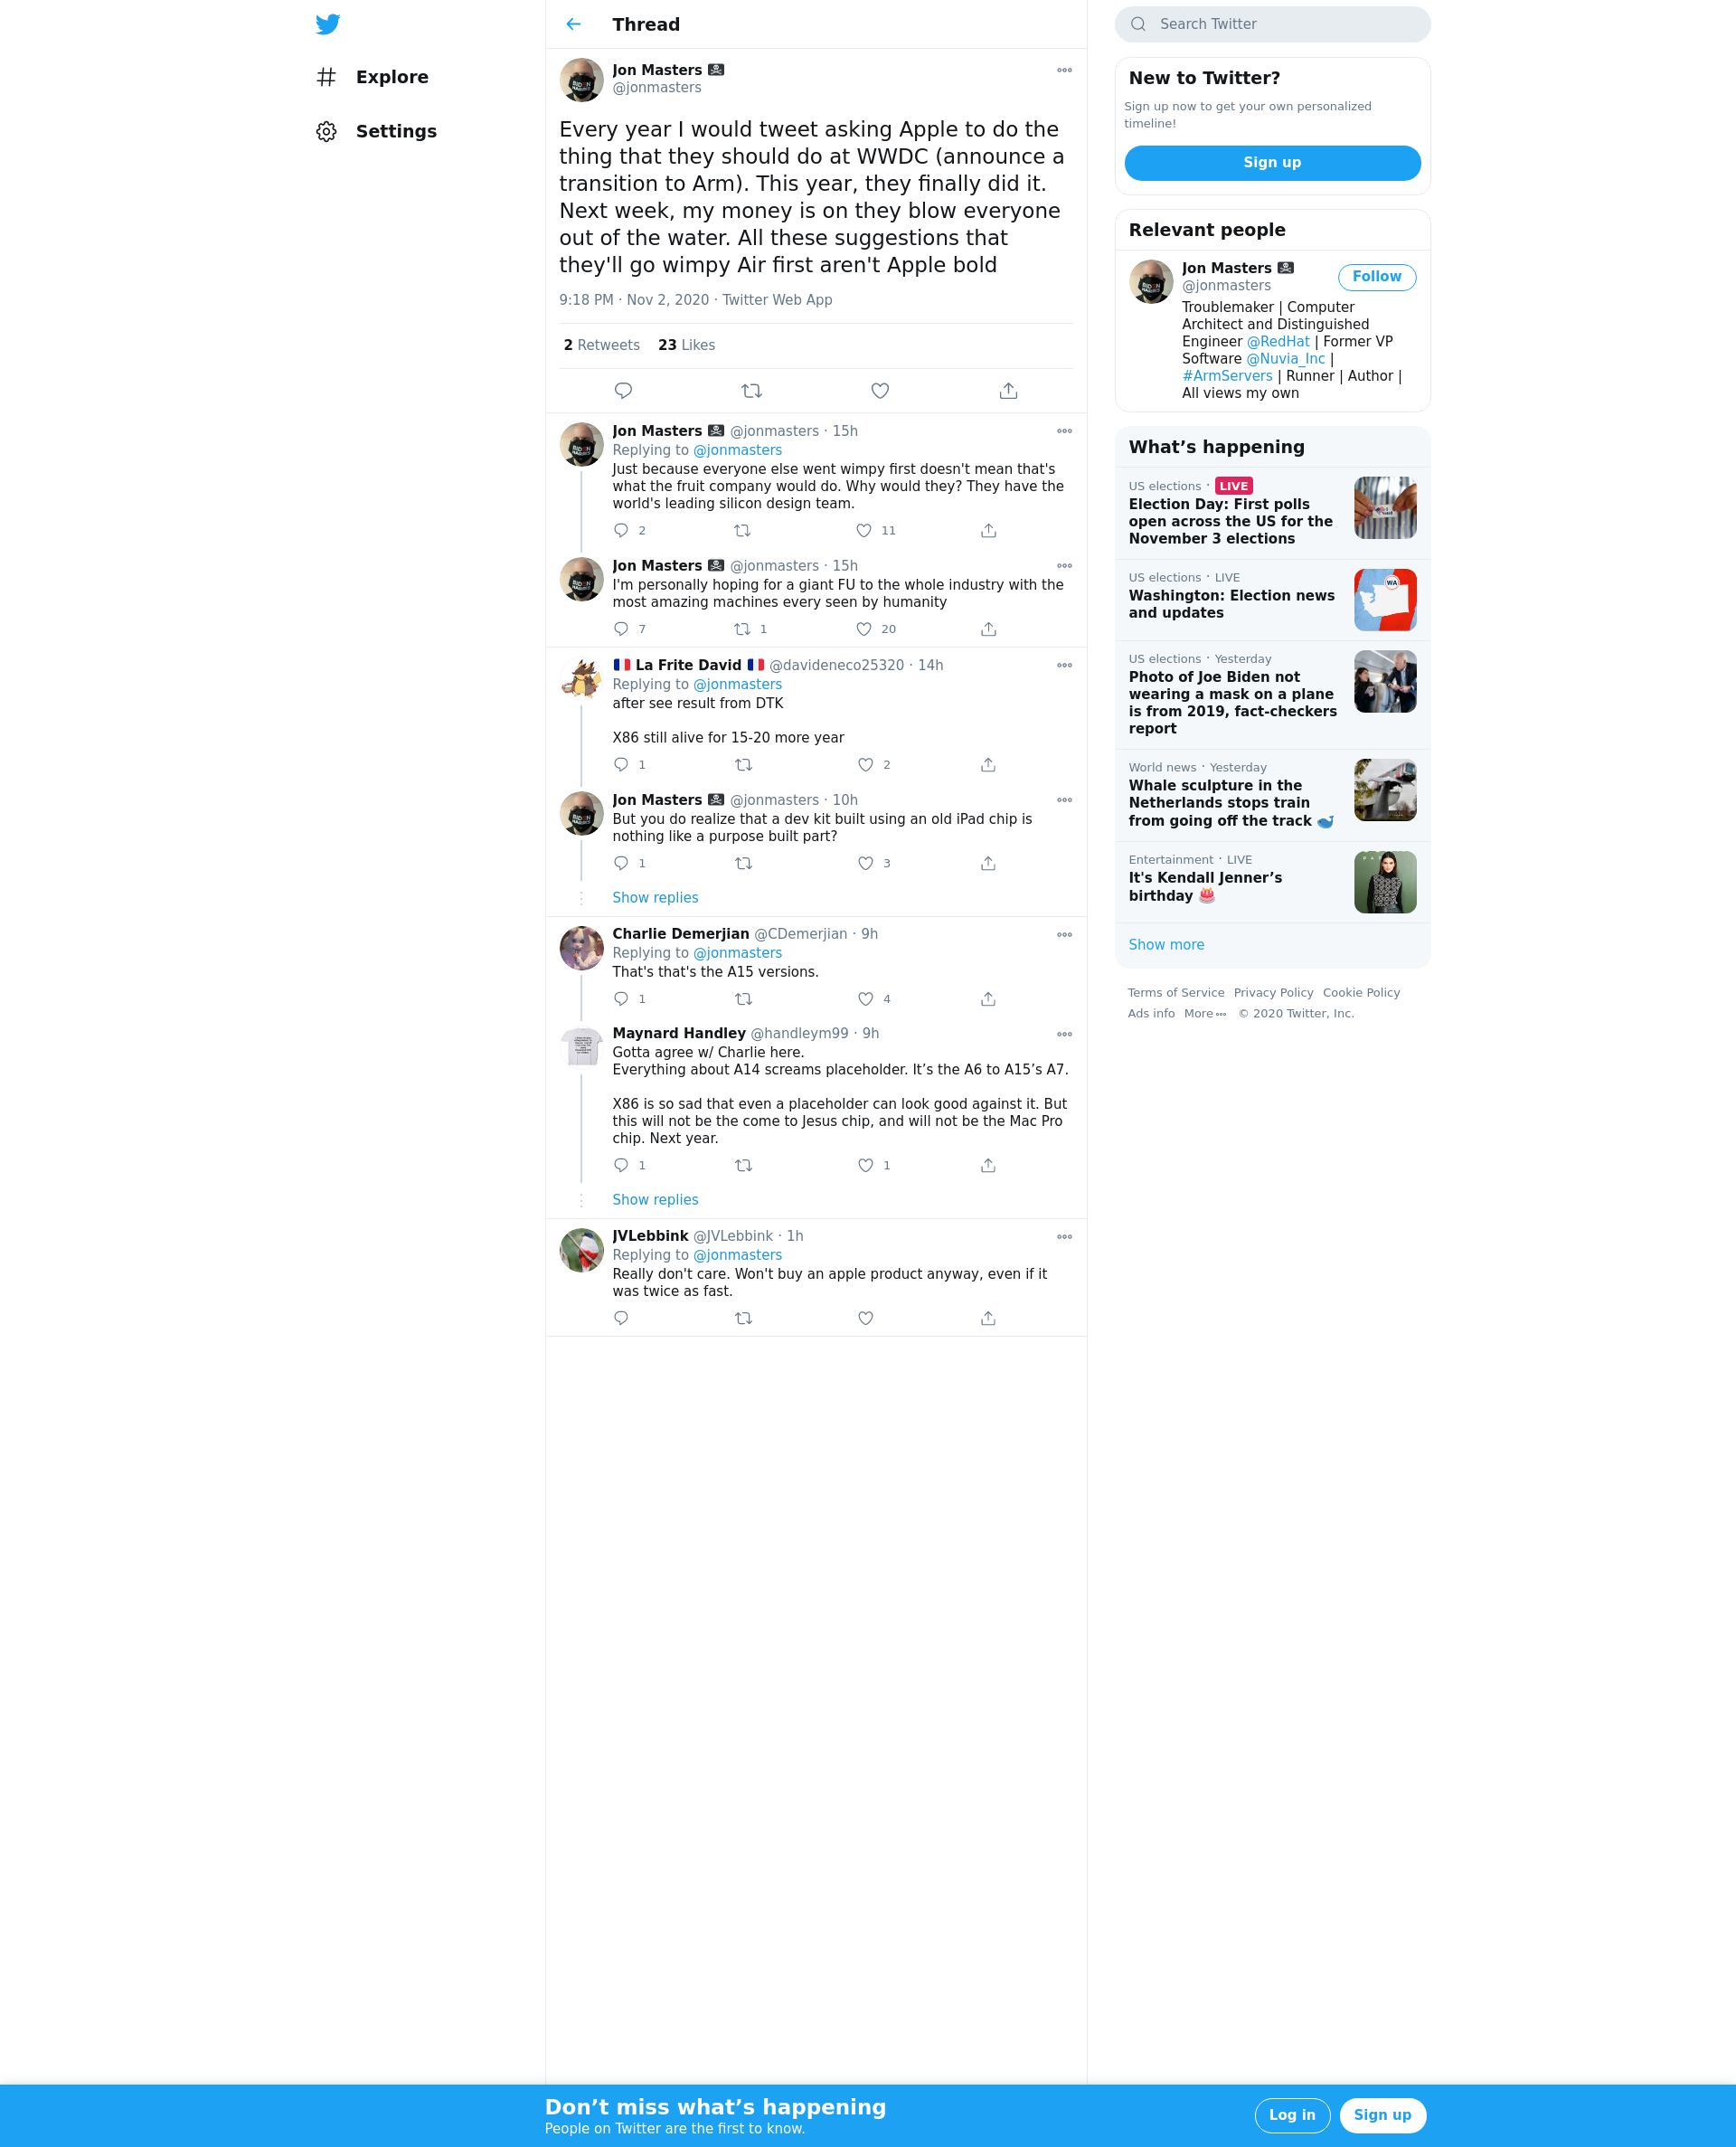 Explore
Settings
Thread
Jon Masters
@jonmasters
Every year I would tweet asking Apple to do the
thing that they should do at WWDC (announce a
transition to Arm). This year, they finally did it.
Next week, my money is on they blow everyone
out of the water. All these suggestions that
they'll go wimpy Air first aren't Apple bold
9:18 PM · Nov 2, 2020 · Twitter Web App
2 Retweets 23 Likes
Jon Masters @jonmasters · 15h
Replying to @jonmasters
Just because everyone else went wimpy first doesn't mean that's
what the fruit company would do. Why would they? They have the
world's leading silicon design team.
2 11
Jon Masters @jonmasters · 15h
I'm personally hoping for a giant FU to the whole industry with the
most amazing machines every seen by humanity
7 1 20
La Frite David @davideneco25320 · 14h
Replying to @jonmasters
after see result from DTK
X86 still alive for 15-20 more year
1 2
Jon Masters @jonmasters · 10h
But you do realize that a dev kit built using an old iPad chip is
nothing like a purpose built part?
1 3
Show replies
Charlie Demerjian @CDemerjian · 9h
Replying to @jonmasters
That's that's the A15 versions.
1 4
Maynard Handley @handleym99 · 9h
Gotta agree w/ Charlie here.
Everything about A14 screams placeholder. It’s the A6 to A15’s A7.
X86 is so sad that even a placeholder can look good against it. But
this will not be the come to Jesus chip, and will not be the Mac Pro
chip. Next year.
1 1
Show replies
JVLebbink @JVLebbink · 1h
Replying to @jonmasters
Really don't care. Won't buy an apple product anyway, even if it
was twice as fast.
Search Twitter
New to Twitter?
Sign up now to get your own personalized
timeline!
Sign up
Relevant people
Jon Masters
@jonmasters
Follow
Troublemaker | Computer
Architect and Distinguished
Engineer @RedHat | Former VP
Software @Nuvia_Inc |
#ArmServers | Runner | Author |
All views my own
What’s happening
US elections · LIVE
Election Day: First polls
open across the US for the
November 3 elections
US elections · LIVE
Washington: Election news
and updates
WA
US elections · Yesterday
Photo of Joe Biden not
wearing a mask on a plane
is from 2019, fact-checkers
report
World news · Yesterday
Whale sculpture in the
Netherlands stops train
from going off the track
Entertainment · LIVE
It's Kendall Jenner’s
birthday
Show more
Terms of Service Privacy Policy Cookie Policy
Ads info More © 2020 Twitter, Inc.
Don’t miss what’s happening
People on Twitter are the first to know.
Log in
Sign up